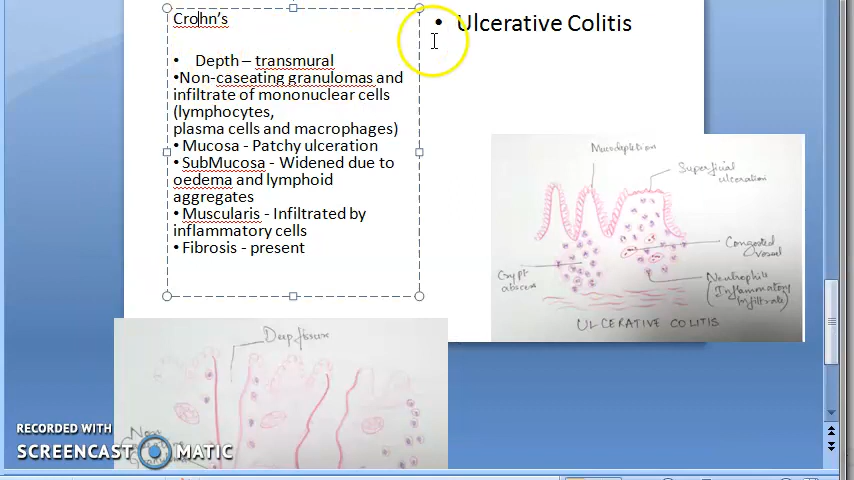 Crohn's
• Depth – transmural
•Non-caseating granulomas and
infiltrate of mononuclear cells
(lymphocytes,
plasma cells and macrophages)
• Mucosa - Patchy ulceration
• SubMucosa - Widened due to
oedema and lymphoid
aggregates
• Muscularis - Infiltrated by
inflammatory cells
• Fibrosis - present
• Ulcerative Colitis
Mucodepletion
Superficial
ulceration
Congested
vessel
Crypt
abscess
Neutrophils
(Inflammatory
infiltrate)
ULCERATIVE COLITIS
Deep fissure
Non
RECORDED WITH
SCREENCAST MATIC